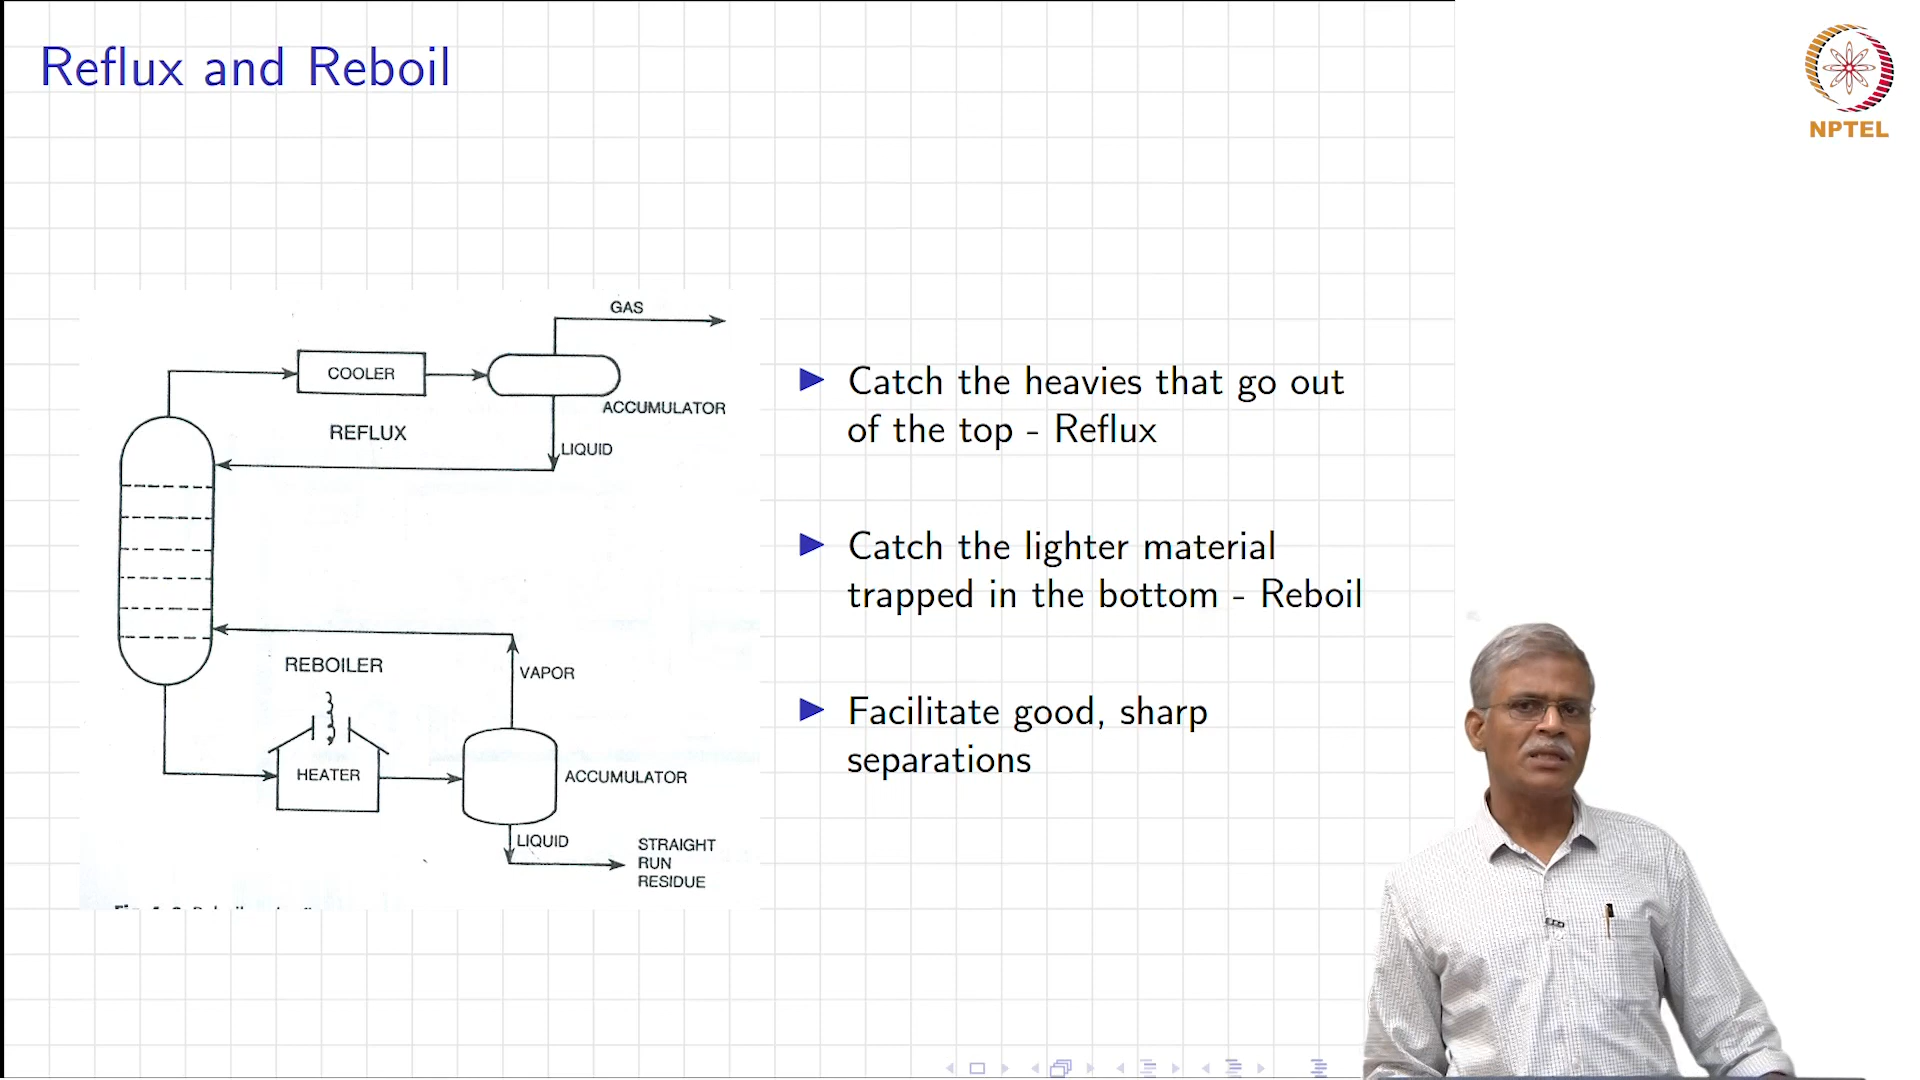 Reflux and Reboil
NPTEL
GAS
COOLER
ACCUMULATOR
REFLUX
LIQUID
REBOILER
VAPOR
HEATER
ACCUMULATOR
LIQUID
STRAIGHT
RUN
RESIDUE
Catch the heavies that go out
of the top - Reflux
Catch the lighter material
trapped in the bottom - Reboil
Facilitate good, sharp
separations